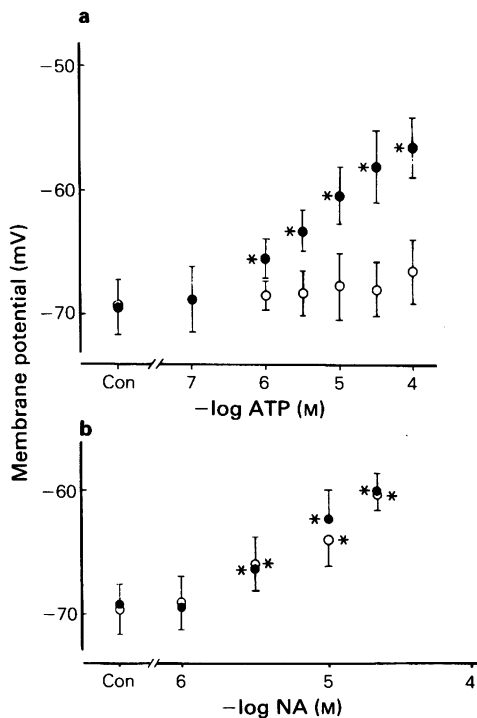 a
−50
−60
−70
Con 7 6 5 4
−log ATP (M)
Membrane potential (mV)
b
−60
−70
Con 6 5 4
−log NA (M)